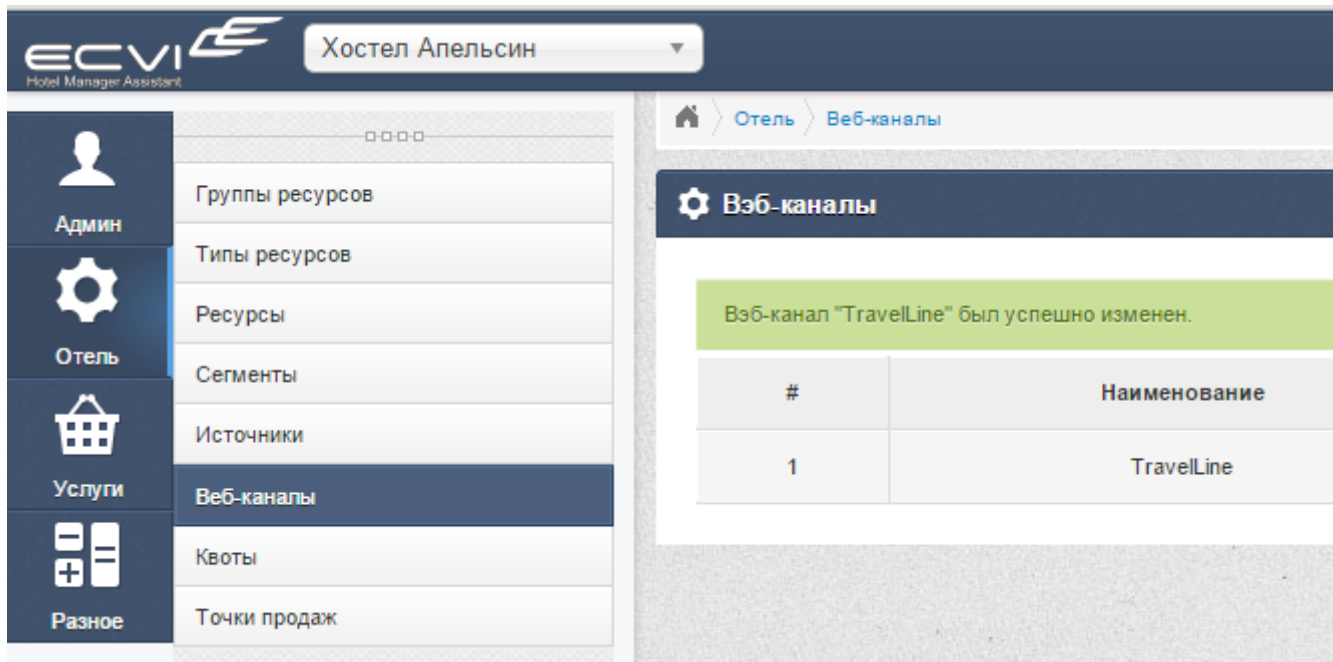 ECVI
Hotel Manager Assistant
Хостел Апельсин
Отель
Веб-каналы
Админ
Отель
Услуги
Разное
Группы ресурсов
Типы ресурсов
Ресурсы
Сегменты
Источники
Веб-каналы
Квоты
Точки продаж
Вэб-каналы
Вэб-канал "TravelLine" был успешно изменен.
# Наименование
1 TravelLine